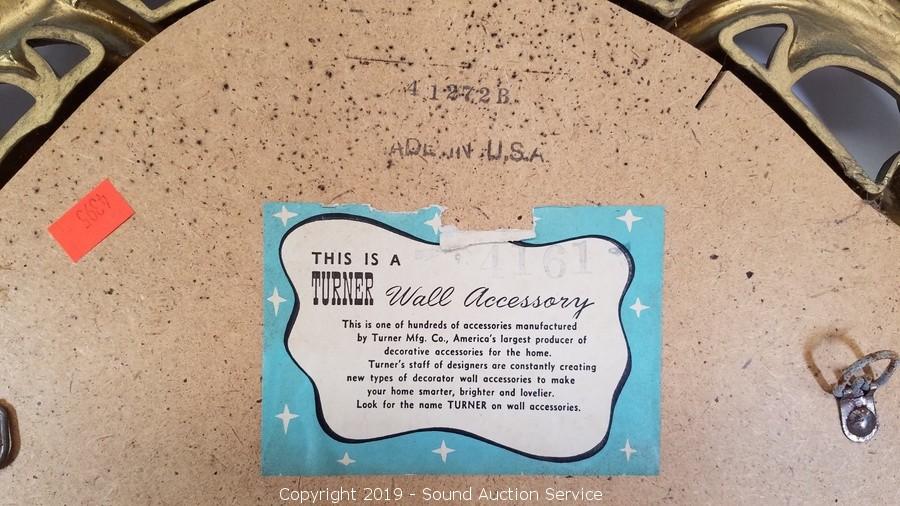 41272B
MADE IN U.S.A
4395
4161
THIS IS A
TURNER Wall Accessory
This is one of hundreds of accessories manufactured
by Turner Mfg. Co., America's largest producer of
decorative accessories for the home.
Turner's staff of designers are constantly creating
new types of decorator wall accessories to make
your home smarter, brighter and lovelier.
Look for the name TURNER on wall accessories.
Copyright 2019 - Sound Auction Service